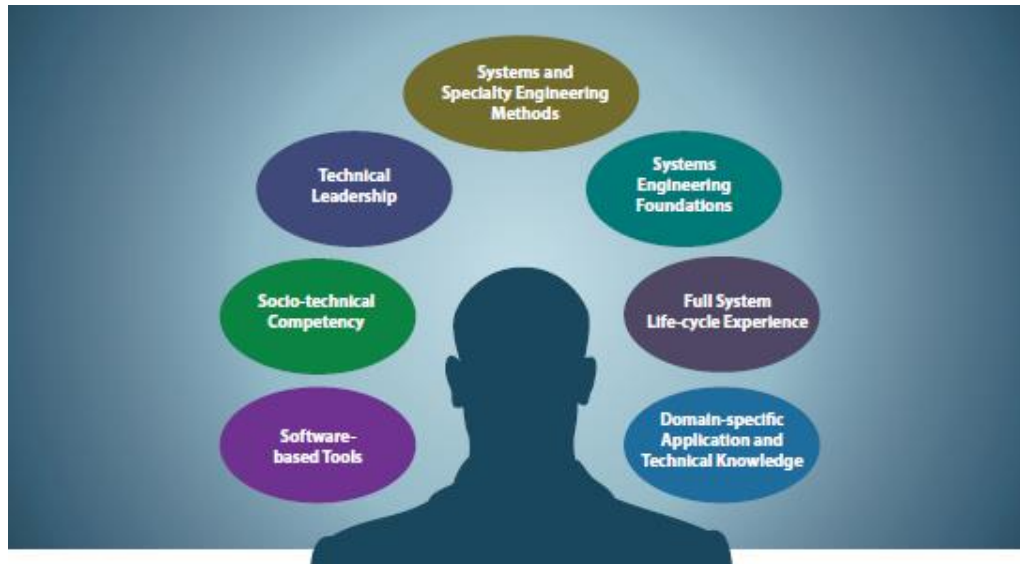 Systems and
Specialty Engineering
Methods
Technical
Leadership
Systems
Engineering
Foundations
Socio-technical
Competency
Full System
Life-cycle Experience
Software-
based Tools
Domain-specific
Application and
Technical Knowledge